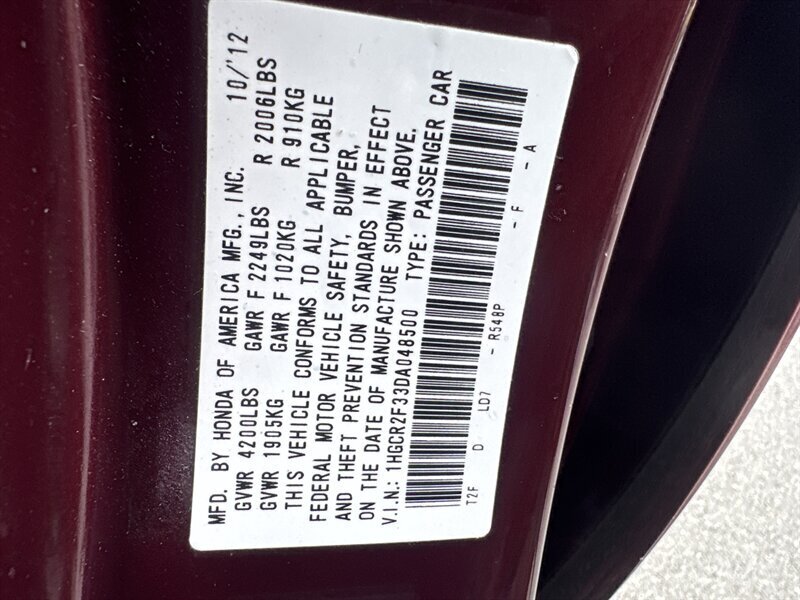 MFD. BY HONDA OF AMERICA MFG., INC. 10/'12
GVWR 4200LBS GAWR F 2249LBS R 2006LBS
GVWR 1905KG GAWR F 1020KG R 910KG
THIS VEHICLE CONFORMS TO ALL APPLICABLE
FEDERAL MOTOR VEHICLE SAFETY, BUMPER,
AND THEFT PREVENTION STANDARDS IN EFFECT
ON THE DATE OF MANUFACTURE SHOWN ABOVE.
V.I.N.: 1HGCR2F33DA048500 TYPE: PASSENGER CAR
T2F D LD7 - R548P - F - A